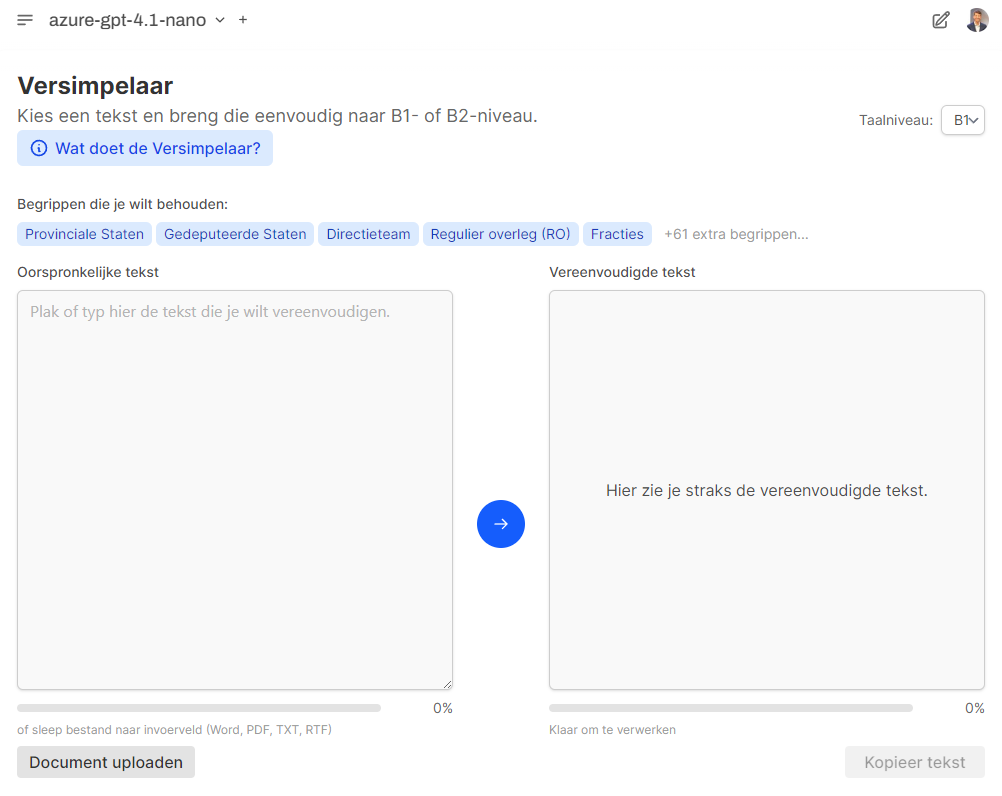 azure-gpt-4.1-nano +
Versimpelaar
Kies een tekst en breng die eenvoudig naar B1- of B2-niveau.
Taalniveau: B1
Wat doet de Versimpelaar?
Begrippen die je wilt behouden:
Provinciale Staten Gedeputeerde Staten Directieteam Regulier overleg (RO) Fracties +61 extra begrippen...
Oorspronkelijke tekst
Plak of typ hier de tekst die je wilt vereenvoudigen.
0%
of sleep bestand naar invoerveld (Word, PDF, TXT, RTF)
Document uploaden
Vereenvoudigde tekst
Hier zie je straks de vereenvoudigde tekst.
0%
Klaar om te verwerken
Kopieer tekst